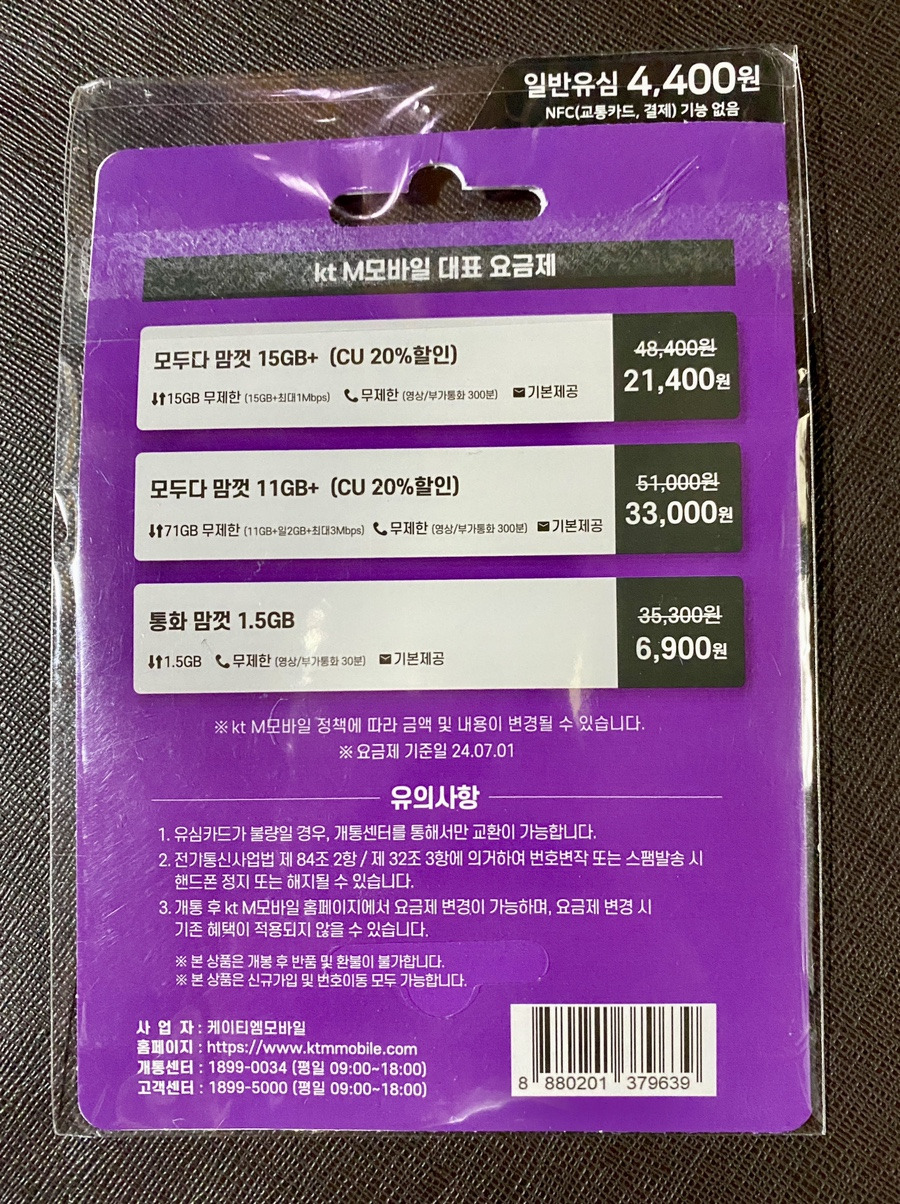 일반유심 4,400원
NFC(교통카드, 결제) 기능 없음
kt M모바일 대표 요금제
모두다 맘껏 15GB+ (CU 20%할인)
48,400원
15GB 무제한 (15GB+최대1Mbps) 무제한 (영상/부가통화 300분) 기본제공
21,400원
모두다 맘껏 11GB+ (CU 20%할인)
51,000원
71GB 무제한 (11GB+일2GB+최대3Mbps) 무제한 (영상/부가통화 300분) 기본제공
33,000원
통화 맘껏 1.5GB
35,300원
1.5GB 무제한 (영상/부가통화 30분) 기본제공
6,900원
※ kt M모바일 정책에 따라 금액 및 내용이 변경될 수 있습니다.
※ 요금제 기준일 24.07.01
유의사항
1. 유심카드가 불량일 경우, 개통센터를 통해서만 교환이 가능합니다.
2. 전기통신사업법 제 84조 2항 / 제 32조 3항에 의거하여 번호변작 또는 스팸발송 시
핸드폰 정지 또는 해지될 수 있습니다.
3. 개통 후 kt M모바일 홈페이지에서 요금제 변경이 가능하며, 요금제 변경 시
기존 혜택이 적용되지 않을 수 있습니다.
※ 본 상품은 개봉 후 반품 및 환불이 불가합니다.
※ 본 상품은 신규가입 및 번호이동 모두 가능합니다.
사 업 자 : 케이티엠모바일
홈페이지 : https://www.ktmmobile.com
개통센터 : 1899-0034 (평일 09:00~18:00)
고객센터 : 1899-5000 (평일 09:00~18:00)
8 880201 379639